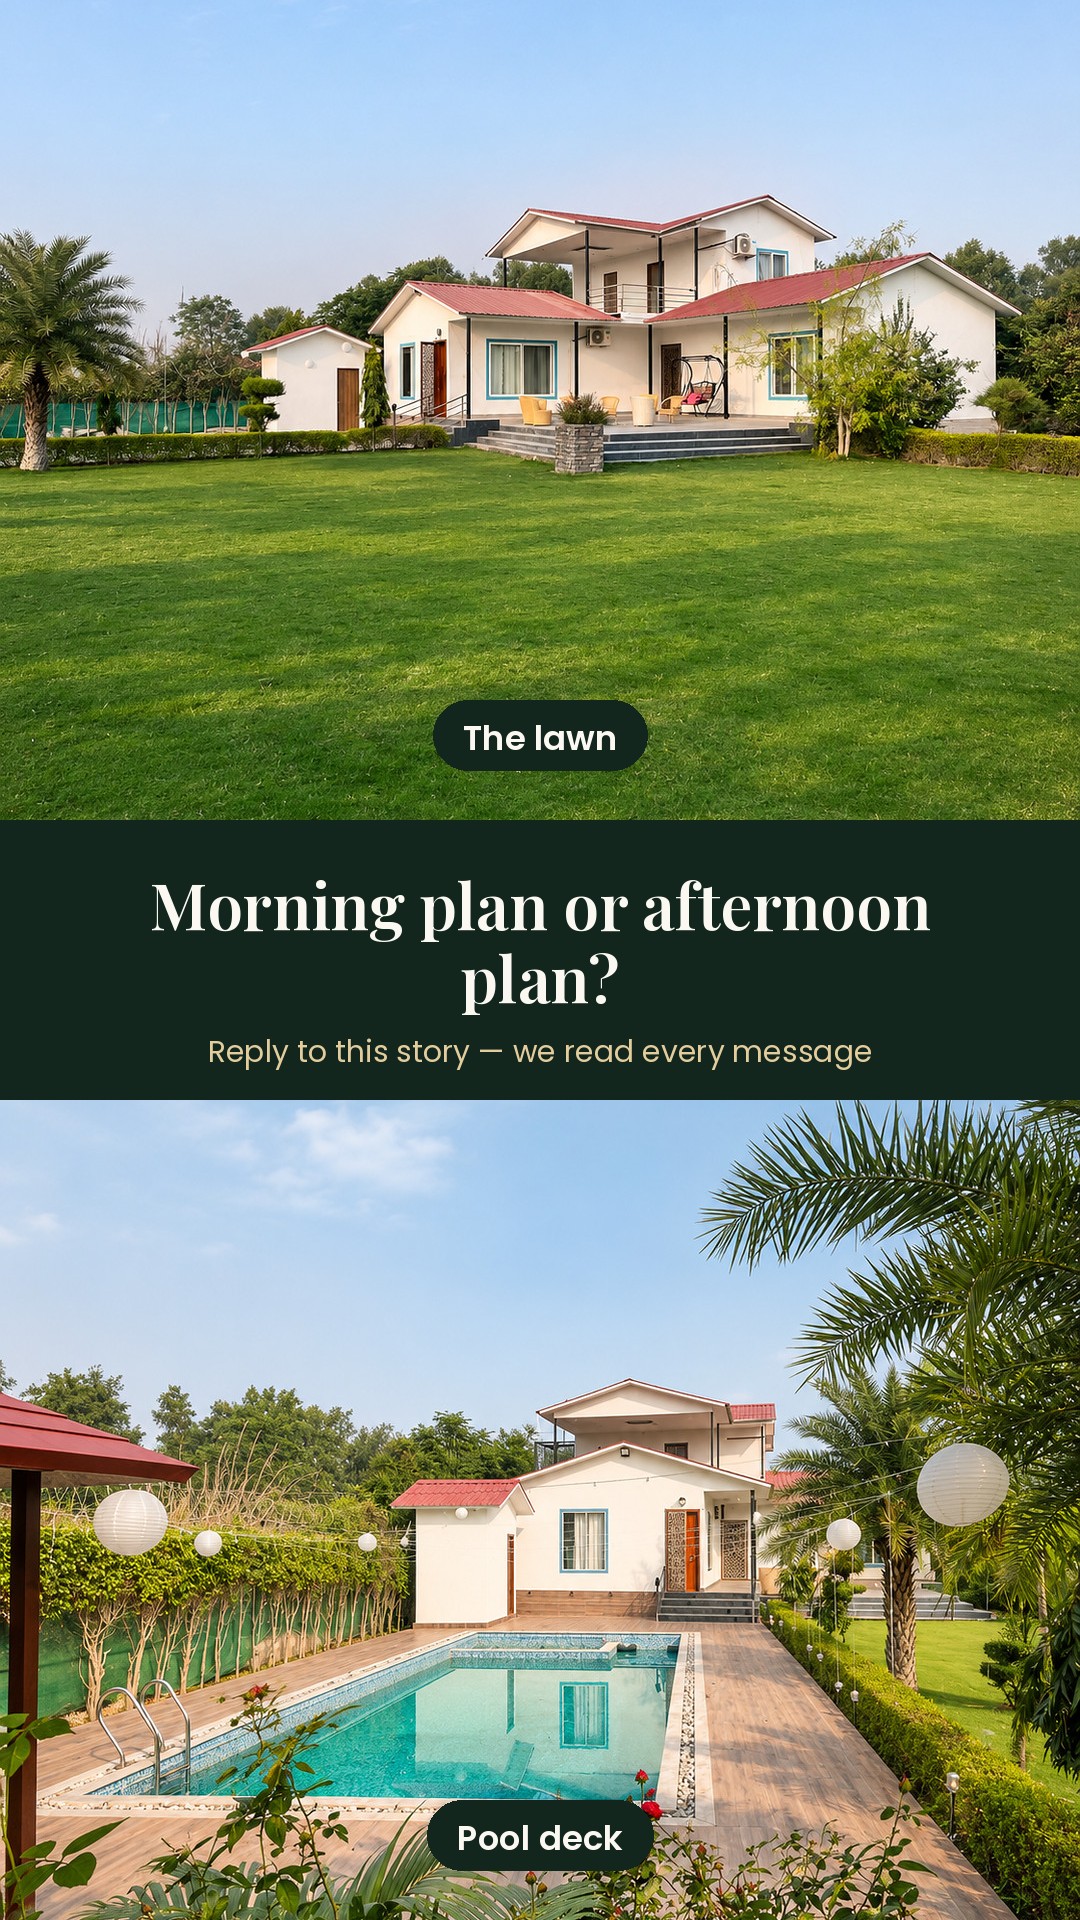 The lawn
Morning plan or afternoon
plan?
Reply to this story — we read every message
Pool deck